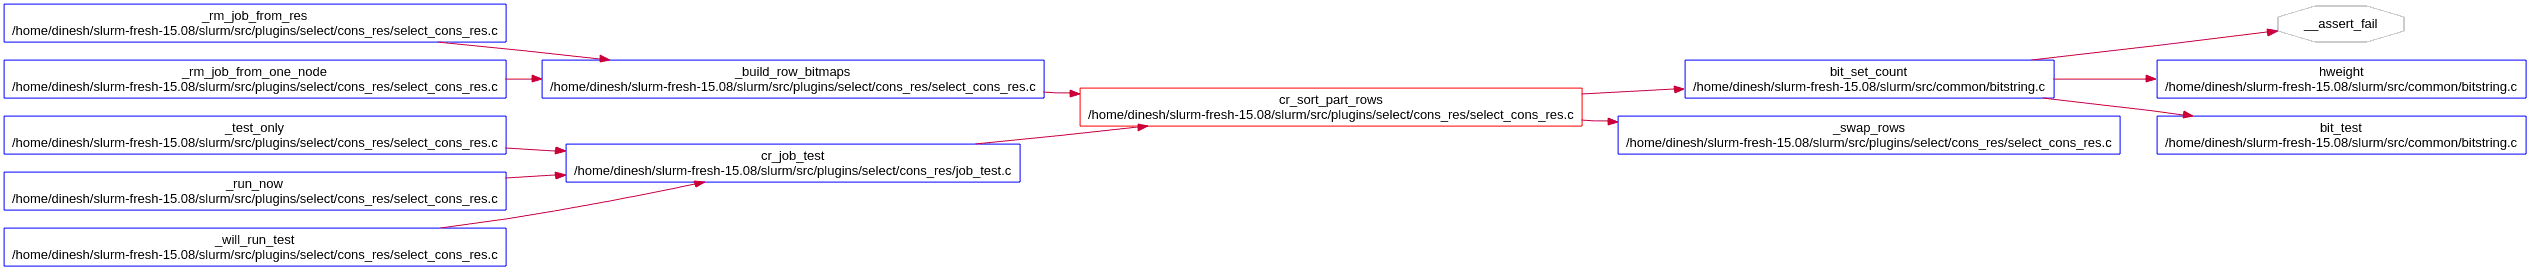 _rm_job_from_res
/home/dinesh/slurm-fresh-15.08/slurm/src/plugins/select/cons_res/select_cons_res.c
_rm_job_from_one_node
/home/dinesh/slurm-fresh-15.08/slurm/src/plugins/select/cons_res/select_cons_res.c
_test_only
/home/dinesh/slurm-fresh-15.08/slurm/src/plugins/select/cons_res/select_cons_res.c
_run_now
/home/dinesh/slurm-fresh-15.08/slurm/src/plugins/select/cons_res/select_cons_res.c
_will_run_test
/home/dinesh/slurm-fresh-15.08/slurm/src/plugins/select/cons_res/select_cons_res.c
_build_row_bitmaps
/home/dinesh/slurm-fresh-15.08/slurm/src/plugins/select/cons_res/select_cons_res.c
cr_job_test
/home/dinesh/slurm-fresh-15.08/slurm/src/plugins/select/cons_res/job_test.c
cr_sort_part_rows
/home/dinesh/slurm-fresh-15.08/slurm/src/plugins/select/cons_res/select_cons_res.c
bit_set_count
/home/dinesh/slurm-fresh-15.08/slurm/src/common/bitstring.c
_swap_rows
/home/dinesh/slurm-fresh-15.08/slurm/src/plugins/select/cons_res/select_cons_res.c
__assert_fail
hweight
/home/dinesh/slurm-fresh-15.08/slurm/src/common/bitstring.c
bit_test
/home/dinesh/slurm-fresh-15.08/slurm/src/common/bitstring.c